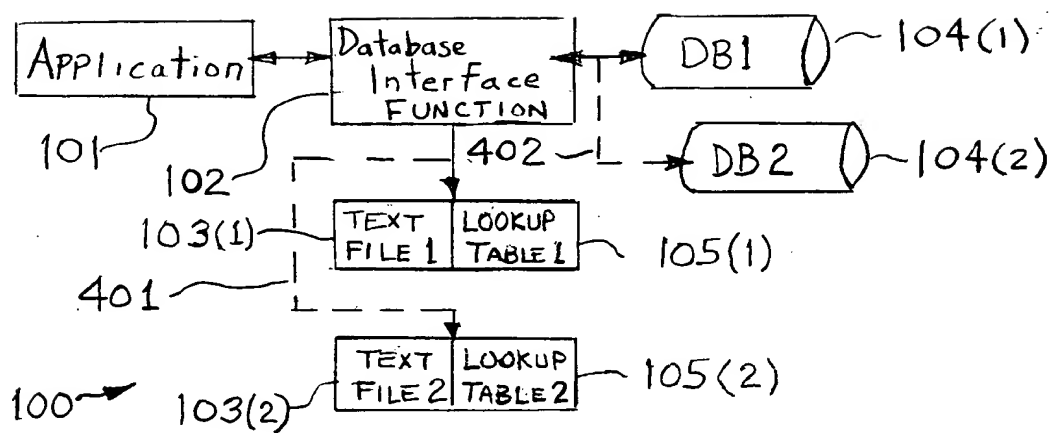 Application
Database
Interface
FUNCTION
DB1
104(1)
101
102
402
DB2
104(2)
103(1)
TEXT
FILE 1
LOOKUP
TABLE 1
105(1)
401
TEXT
FILE 2
LOOKUP
TABLE 2
105(2)
100
103(2)